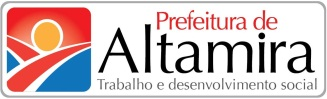 Prefeitura de
Altamira
Trabalho e desenvolvimento social